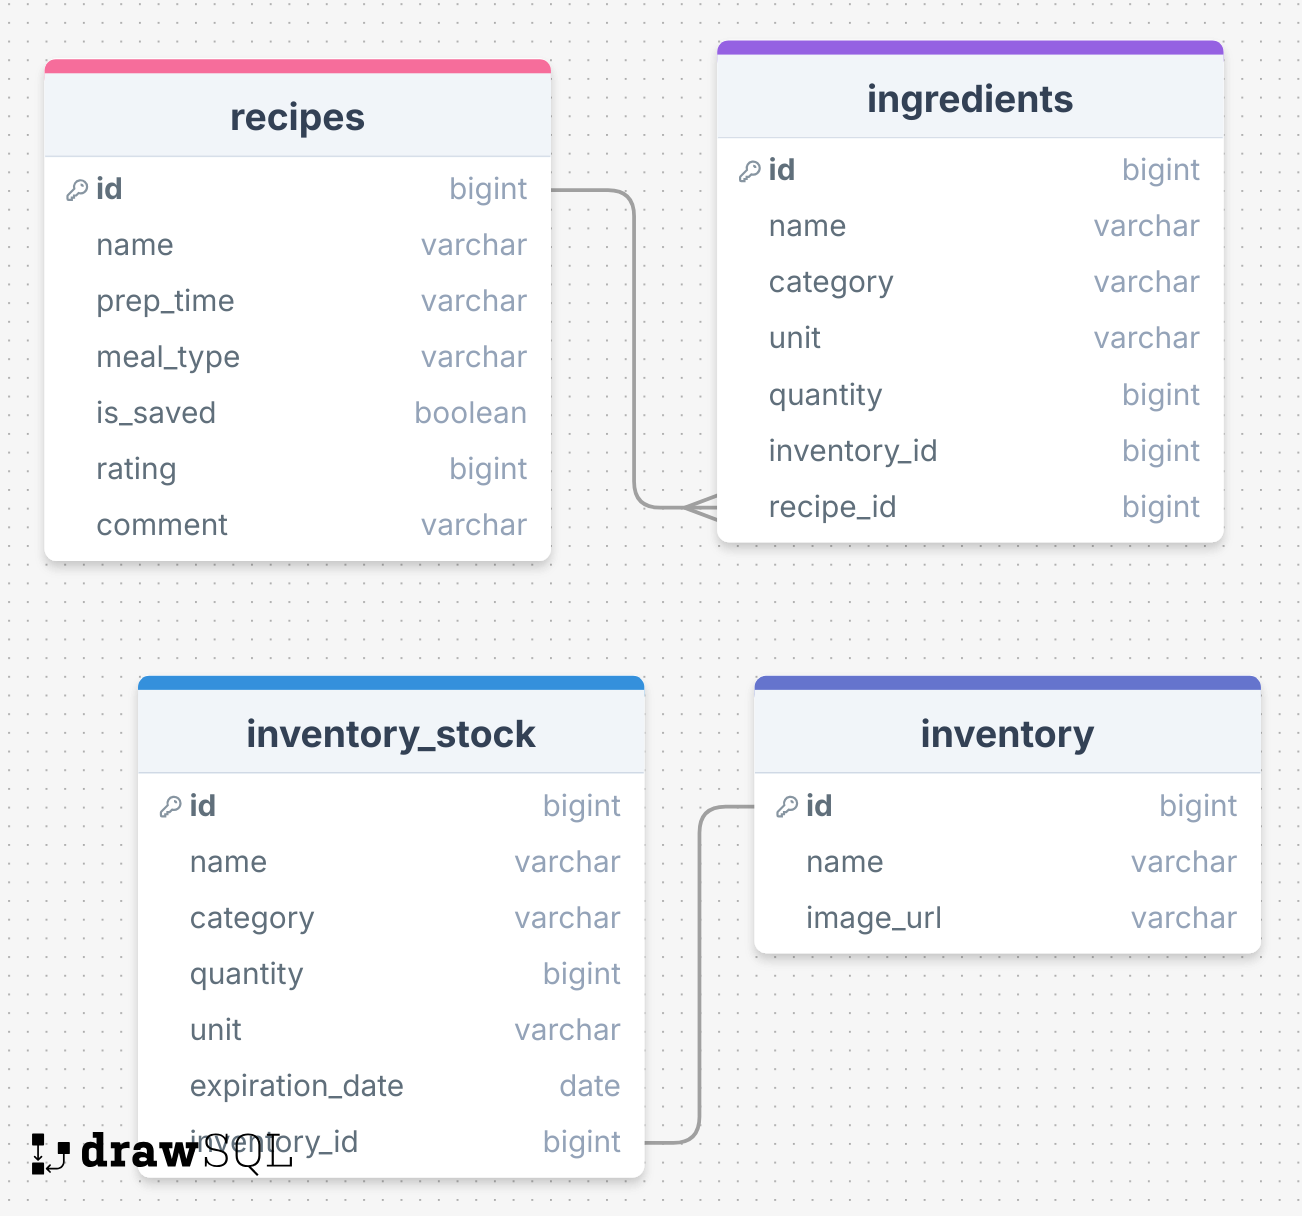 recipes
id bigint
name varchar
prep_time varchar
meal_type varchar
is_saved boolean
rating bigint
comment varchar
ingredients
id bigint
name varchar
category varchar
unit varchar
quantity bigint
inventory_id bigint
recipe_id bigint
inventory_stock
id bigint
name varchar
category varchar
quantity bigint
unit varchar
expiration_date date
inventory_id bigint
inventory
id bigint
name varchar
image_url varchar
drawSQL